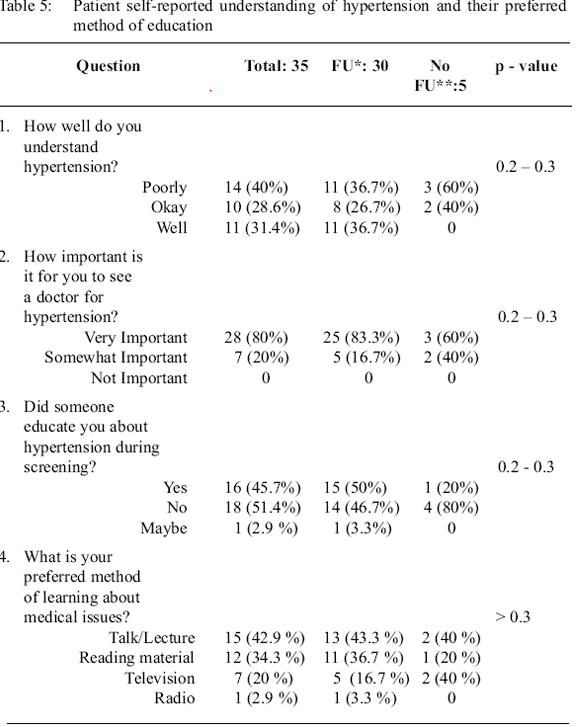 Table 5: Patient self-reported understanding of hypertension and their preferred
method of education
Question Total: 35 FU*: 30 No p - value
FU**:5
1. How well do you
understand
hypertension? 0.2 – 0.3
Poorly 14 (40%) 11 (36.7%) 3 (60%)
Okay 10 (28.6%) 8 (26.7%) 2 (40%)
Well 11 (31.4%) 11 (36.7%) 0
2. How important is
it for you to see
a doctor for
hypertension? 0.2 – 0.3
Very Important 28 (80%) 25 (83.3%) 3 (60%)
Somewhat Important 7 (20%) 5 (16.7%) 2 (40%)
Not Important 0 0 0
3. Did someone
educate you about
hypertension during
screening? 0.2 - 0.3
Yes 16 (45.7%) 15 (50%) 1 (20%)
No 18 (51.4%) 14 (46.7%) 4 (80%)
Maybe 1 (2.9 %) 1 (3.3%) 0
4. What is your
preferred method
of learning about
medical issues? > 0.3
Talk/Lecture 15 (42.9 %) 13 (43.3 %) 2 (40 %)
Reading material 12 (34.3 %) 11 (36.7 %) 1 (20 %)
Television 7 (20 %) 5 (16.7 %) 2 (40 %)
Radio 1 (2.9 %) 1 (3.3 %) 0